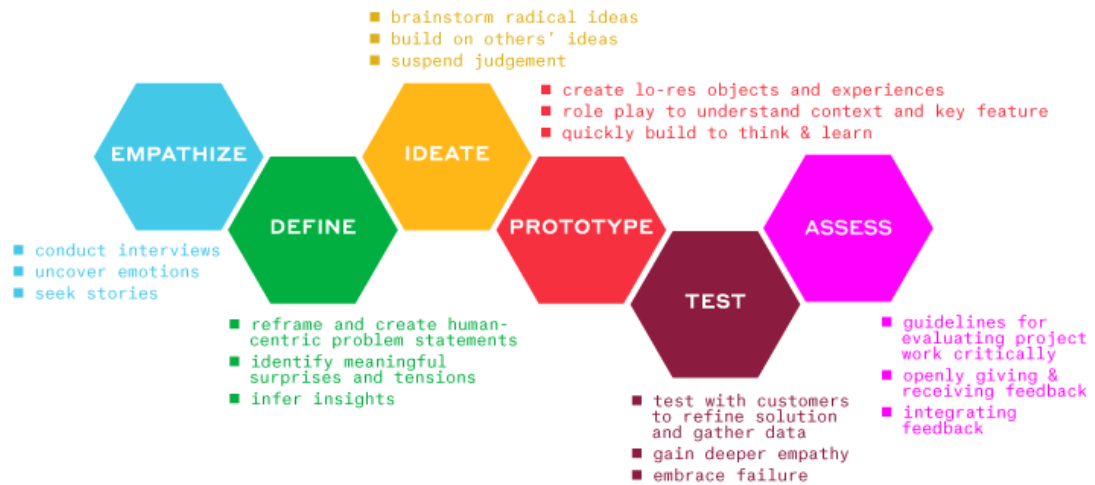 ■ brainstorm radical ideas
■ build on others' ideas
■ suspend judgement
■ create lo-res objects and experiences
■ role play to understand context and key feature
■ quickly build to think & learn
EMPATHIZE
IDEATE
DEFINE
PROTOTYPE
ASSESS
TEST
■ conduct interviews
■ uncover emotions
■ seek stories
■ reframe and create human-
centric problem statements
■ identify meaningful
surprises and tensions
■ infer insights
■ guidelines for
evaluating project
work critically
■ openly giving &
receiving feedback
■ integrating
feedback
■ test with customers
to refine solution
and gather data
■ gain deeper empathy
■ embrace failure